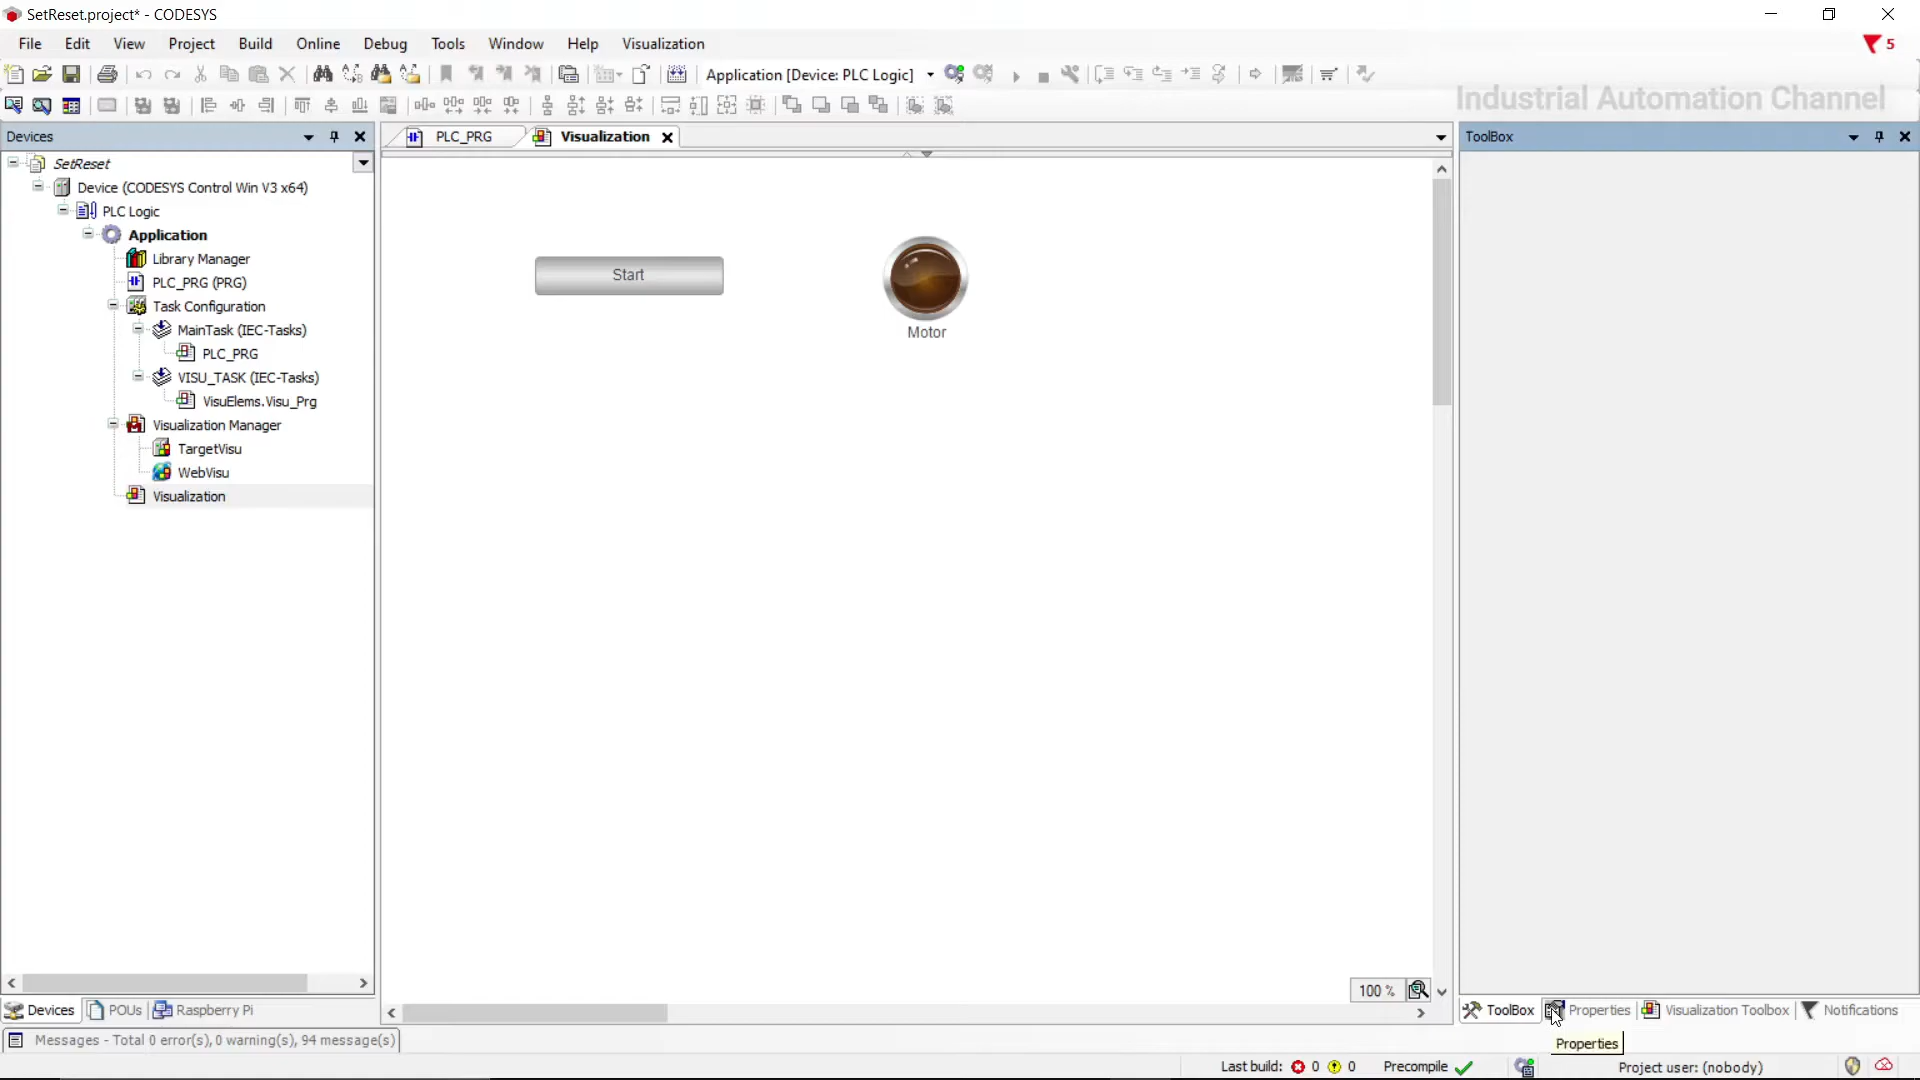 SetReset.project* - CODESYS
File Edit View Project Build Online Debug Tools Window Help Visualization
5
Application [Device: PLC Logic]
Industrial Automation Channel
Devices
PLC_PRG
Visualization
ToolBox
SetReset
Device (CODESYS Control Win V3 x64)
PLC Logic
Application
Library Manager
PLC_PRG (PRG)
Task Configuration
MainTask (IEC-Tasks)
PLC_PRG
VISU_TASK (IEC-Tasks)
VisuElems.Visu_Prg
Visualization Manager
TargetVisu
WebVisu
Visualization
Start
Motor
100 %
Devices POUs Raspberry Pi
ToolBox Properties Visualization Toolbox Notifications
Messages - Total 0 error(s), 0 warning(s), 94 message(s)
Properties
Last build: 0 0 Precompile Project user: (nobody)